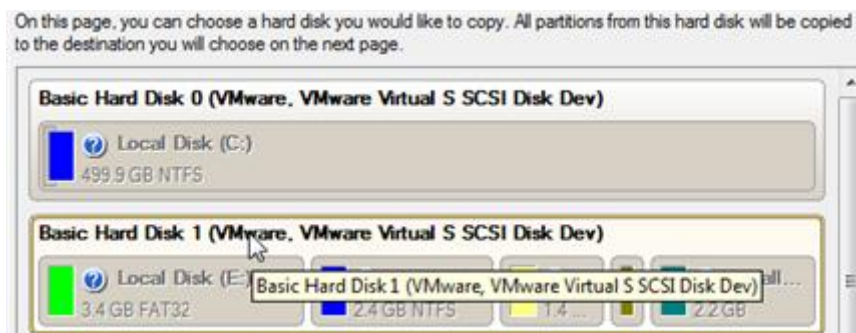 On this page, you can choose a hard disk you would like to copy. All partitions from this hard disk will be copied
to the destination you will choose on the next page.
Basic Hard Disk 0 (VMware, VMware Virtual S SCSI Disk Dev)
Local Disk (C:)
499.9 GB NTFS
Basic Hard Disk 1 (VMware, VMware Virtual S SCSI Disk Dev)
Local Disk (E:)
Basic Hard Disk 1 (VMware, VMware Virtual S SCSI Disk Dev)
all...
3.4 GB FAT32
2.4 GB NTFS
1.4 ...
2.2 GB